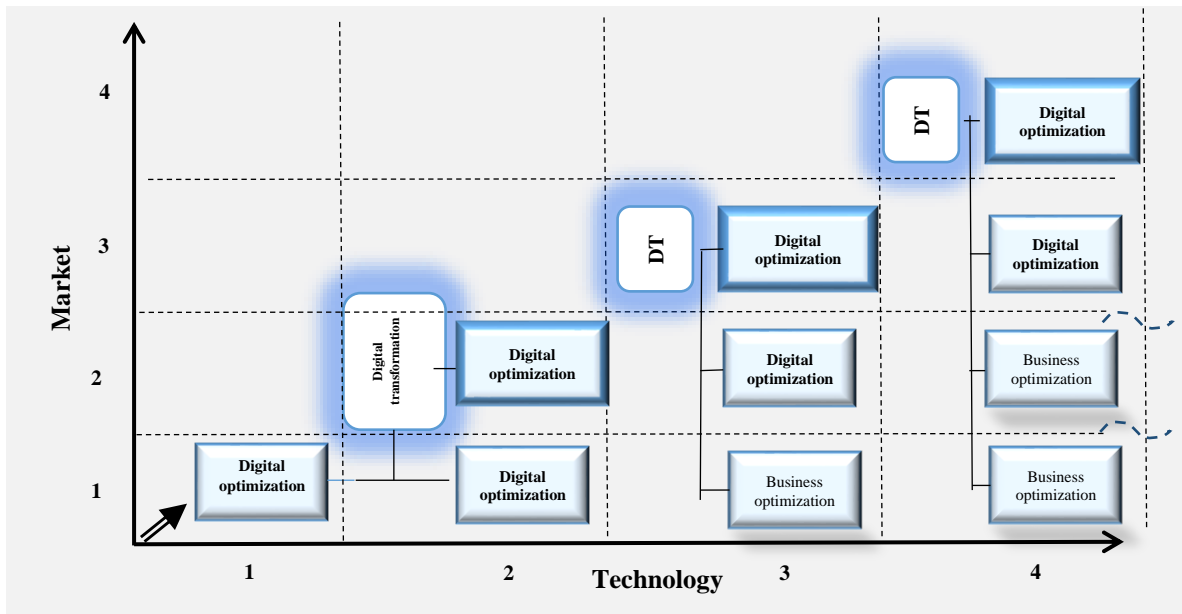 4
DT
Digital
optimization
3
DT
Digital
optimization
Digital
optimization
Market
2
Digital
transformation
Digital
optimization
Digital
optimization
Business
optimization
1
Digital
optimization
Digital
optimization
Business
optimization
Business
optimization
1
2
Technology
3
4